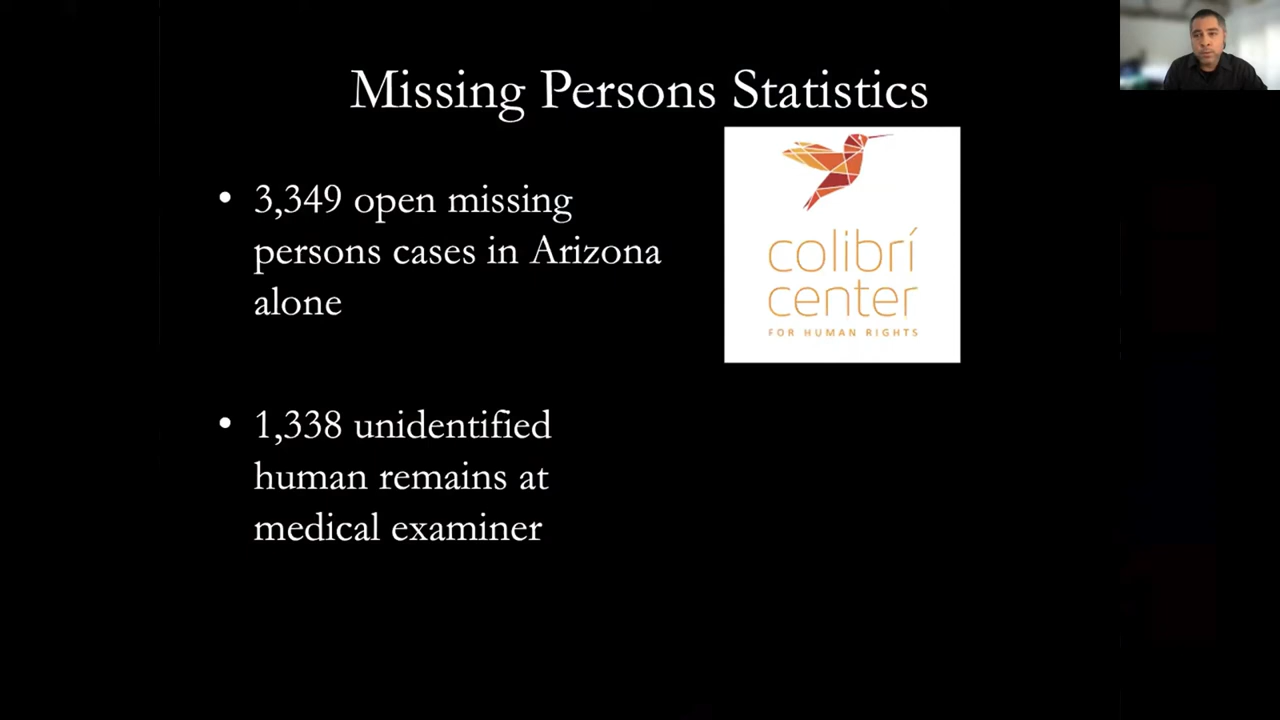 Missing Persons Statistics
• 3,349 open missing
persons cases in Arizona
alone
• 1,338 unidentified
human remains at
medical examiner
colibrí
center
FOR HUMAN RIGHTS